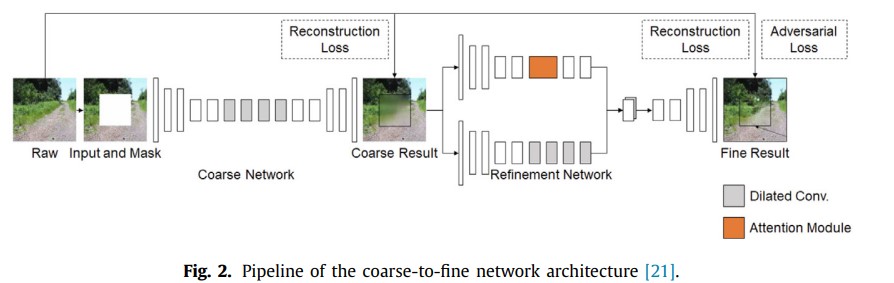 Reconstruction
Loss
Reconstruction
Loss
Adversarial
Loss
Raw
Input and Mask
Coarse Result
Fine Result
Coarse Network
Refinement Network
Dilated Conv.
Attention Module
Fig. 2. Pipeline of the coarse-to-fine network architecture [21].